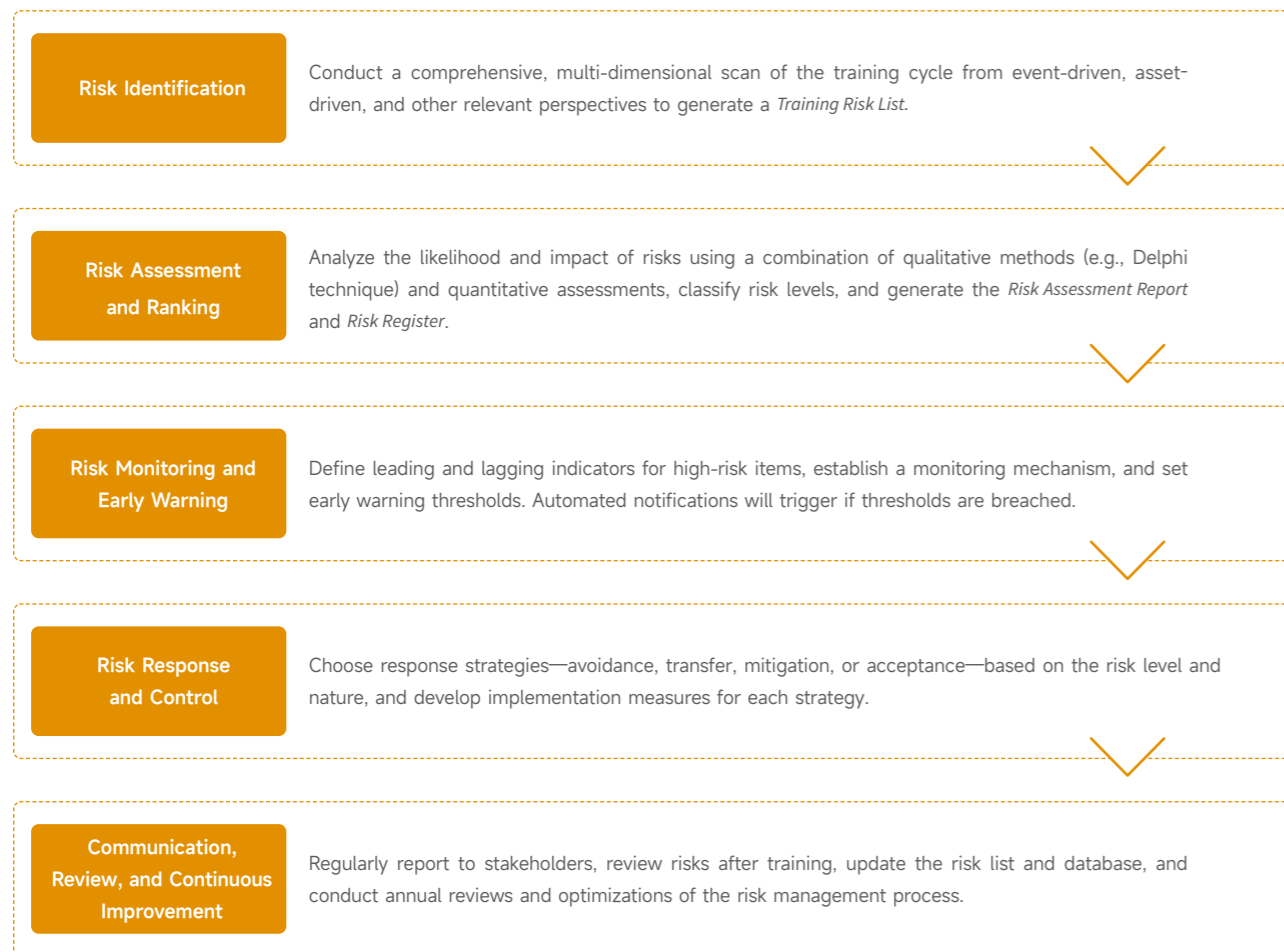 Risk Identification
Conduct a comprehensive, multi-dimensional scan of the training cycle from event-driven, asset-
driven, and other relevant perspectives to generate a Training Risk List.
Risk Assessment
and Ranking
Analyze the likelihood and impact of risks using a combination of qualitative methods (e.g., Delphi
technique) and quantitative assessments, classify risk levels, and generate the Risk Assessment Report
and Risk Register.
Risk Monitoring and
Early Warning
Define leading and lagging indicators for high-risk items, establish a monitoring mechanism, and set
early warning thresholds. Automated notifications will trigger if thresholds are breached.
Risk Response
and Control
Choose response strategies—avoidance, transfer, mitigation, or acceptance—based on the risk level and
nature, and develop implementation measures for each strategy.
Communication,
Review, and Continuous
Improvement
Regularly report to stakeholders, review risks after training, update the risk list and database, and
conduct annual reviews and optimizations of the risk management process.